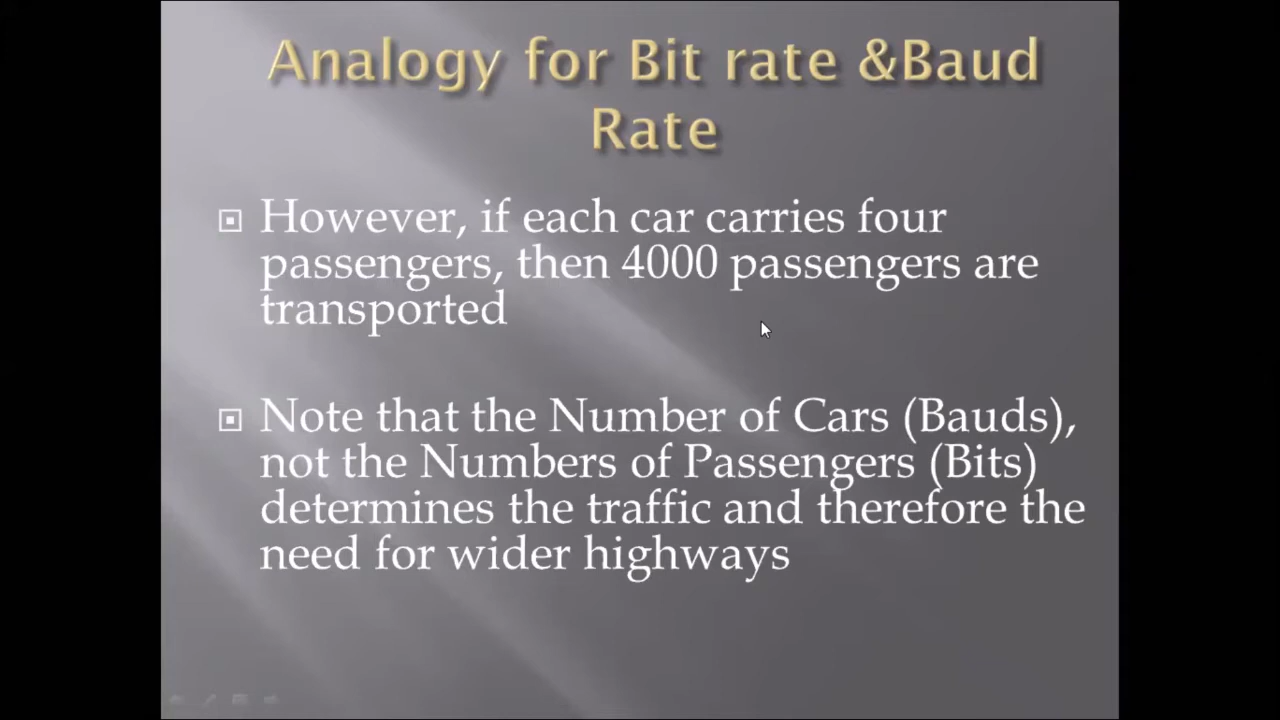 Analogy for Bit rate &Baud
Rate
However, if each car carries four
passengers, then 4000 passengers are
transported
Note that the Number of Cars (Bauds),
not the Numbers of Passengers (Bits)
determines the traffic and therefore the
need for wider highways